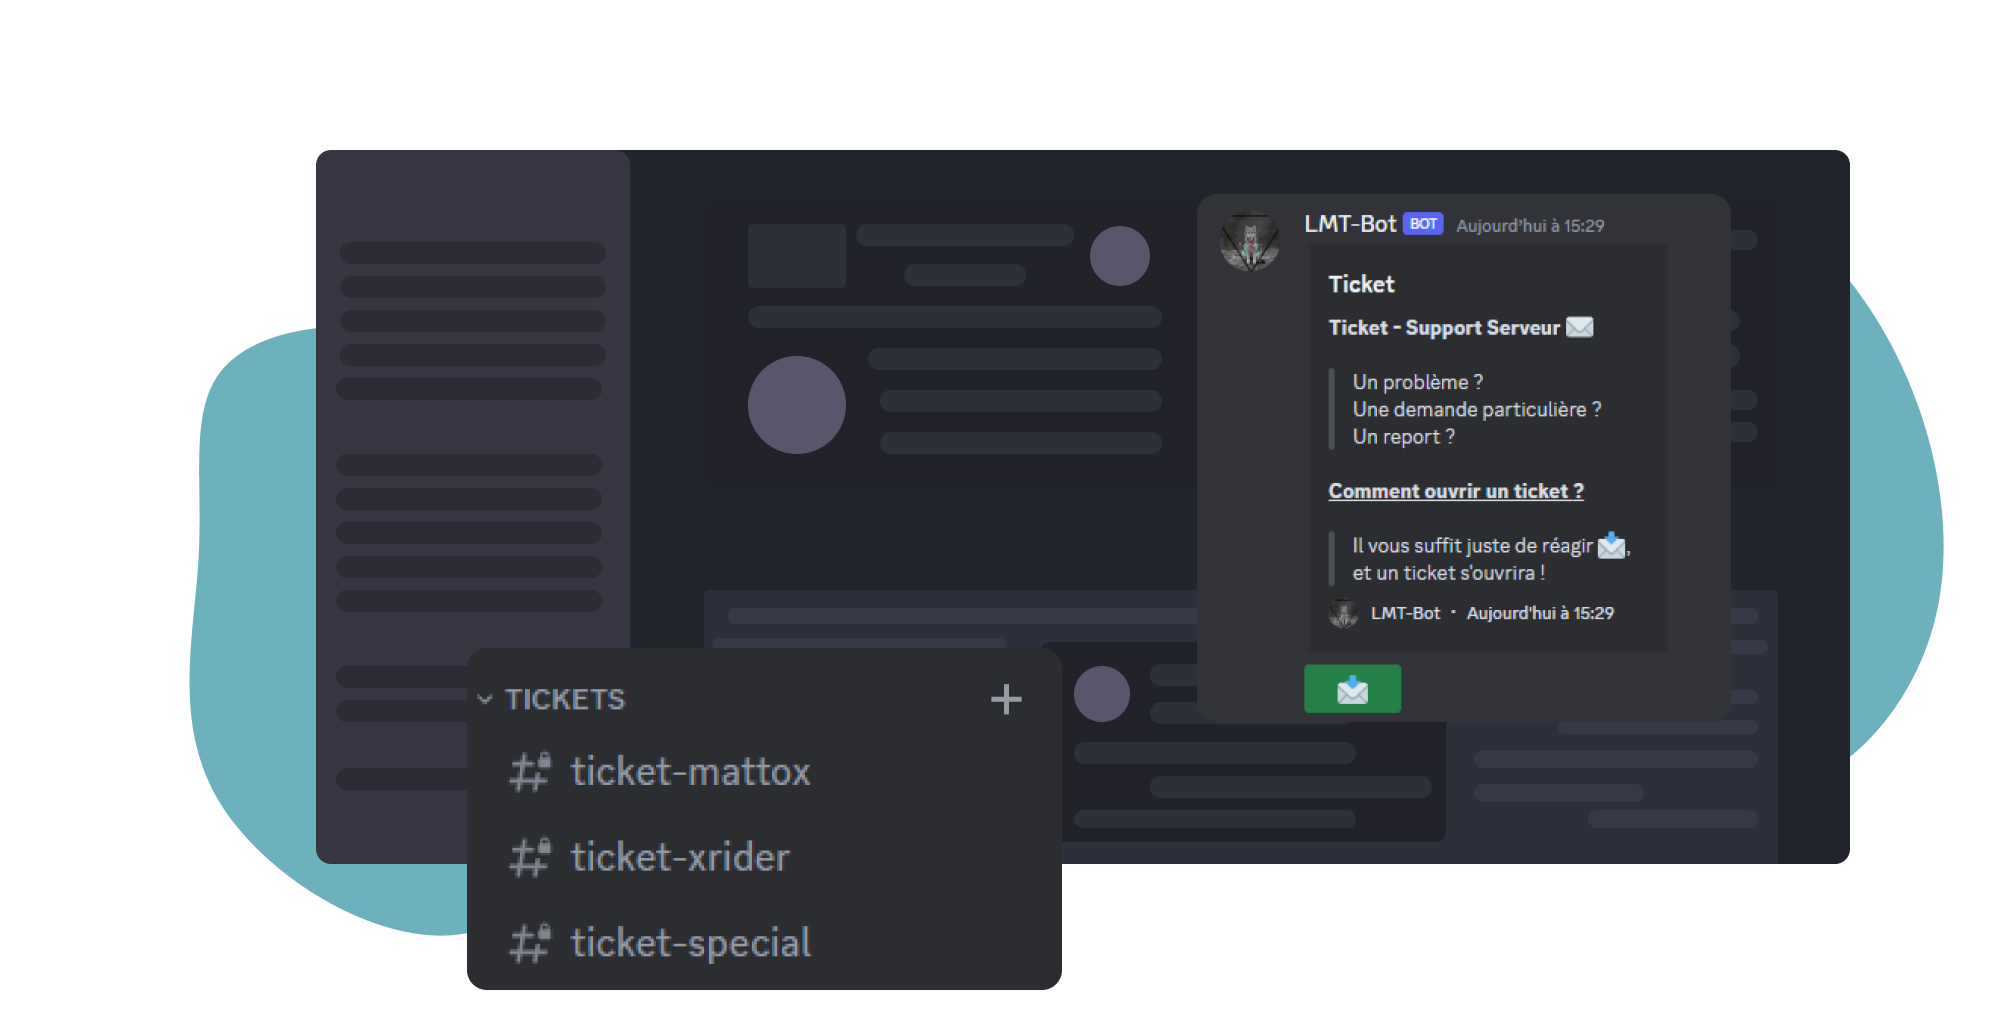 LMT-Bot BOT Aujourd’hui à 15:29
Ticket
Ticket - Support Serveur ✉️
Un problème ?
Une demande particulière ?
Un report ?
Comment ouvrir un ticket ?
Il vous suffit juste de réagir 📩,
et un ticket s'ouvrira !
LMT-Bot • Aujourd'hui à 15:29
TICKETS
ticket-mattox
ticket-xrider
ticket-special